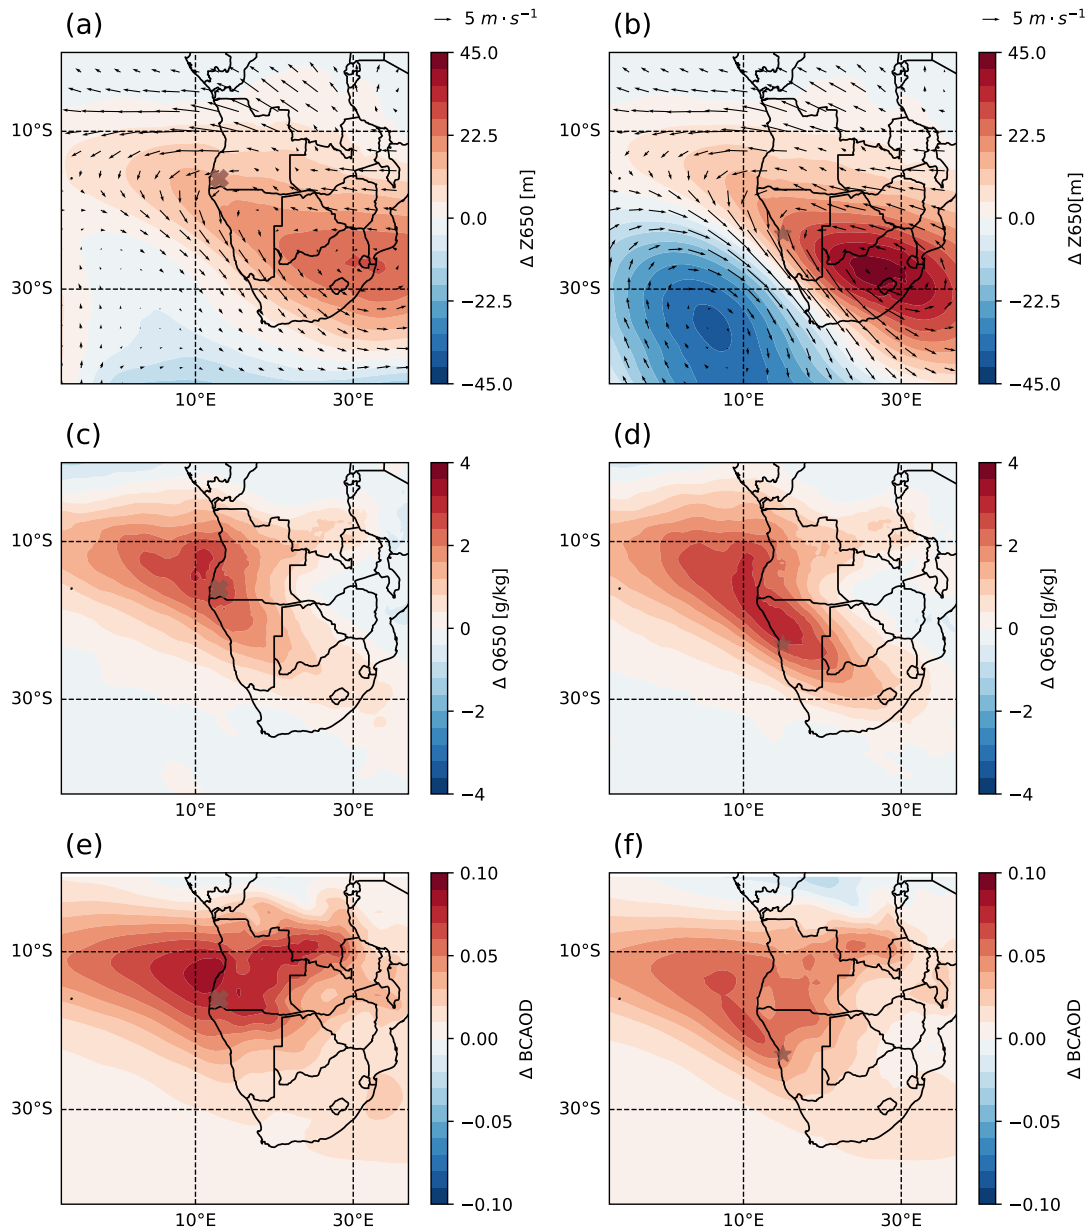 (a) → 5 m · s⁻¹ (b) → 5 m · s⁻¹
45.0 45.0
10°S 22.5 22.5
0.0 Δ Z650 [m] 0.0 Δ Z650[m]
30°S −22.5 −22.5
−45.0 −45.0
10°E 30°E 10°E 30°E
(c) (d)
4 4
10°S 2 10°S 2
0 Δ Q650 [g/kg] 0 Δ Q650 [g/kg]
30°S −2 30°S −2
−4 −4
10°E 30°E 10°E 30°E
(e) (f)
0.10 0.10
10°S 0.05 10°S 0.05
0.00 Δ BCAOD 0.00 Δ BCAOD
30°S −0.05 30°S −0.05
−0.10 −0.10
10°E 30°E 10°E 30°E